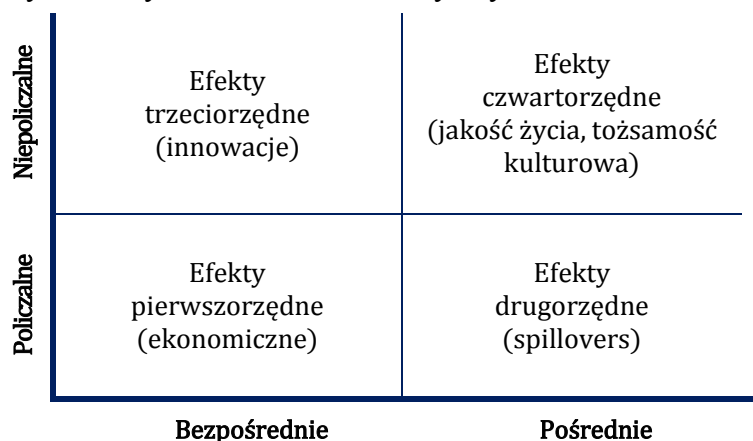 Niepoliczalne
Efekty
trzeciorzędne
(innowacje)
Efekty
czwartorzędne
(jakość życia, tożsamość
kulturowa)
Policzalne
Efekty
pierwszorzędne
(ekonomiczne)
Efekty
drugorzędne
(spillovers)
Bezpośrednie
Pośrednie